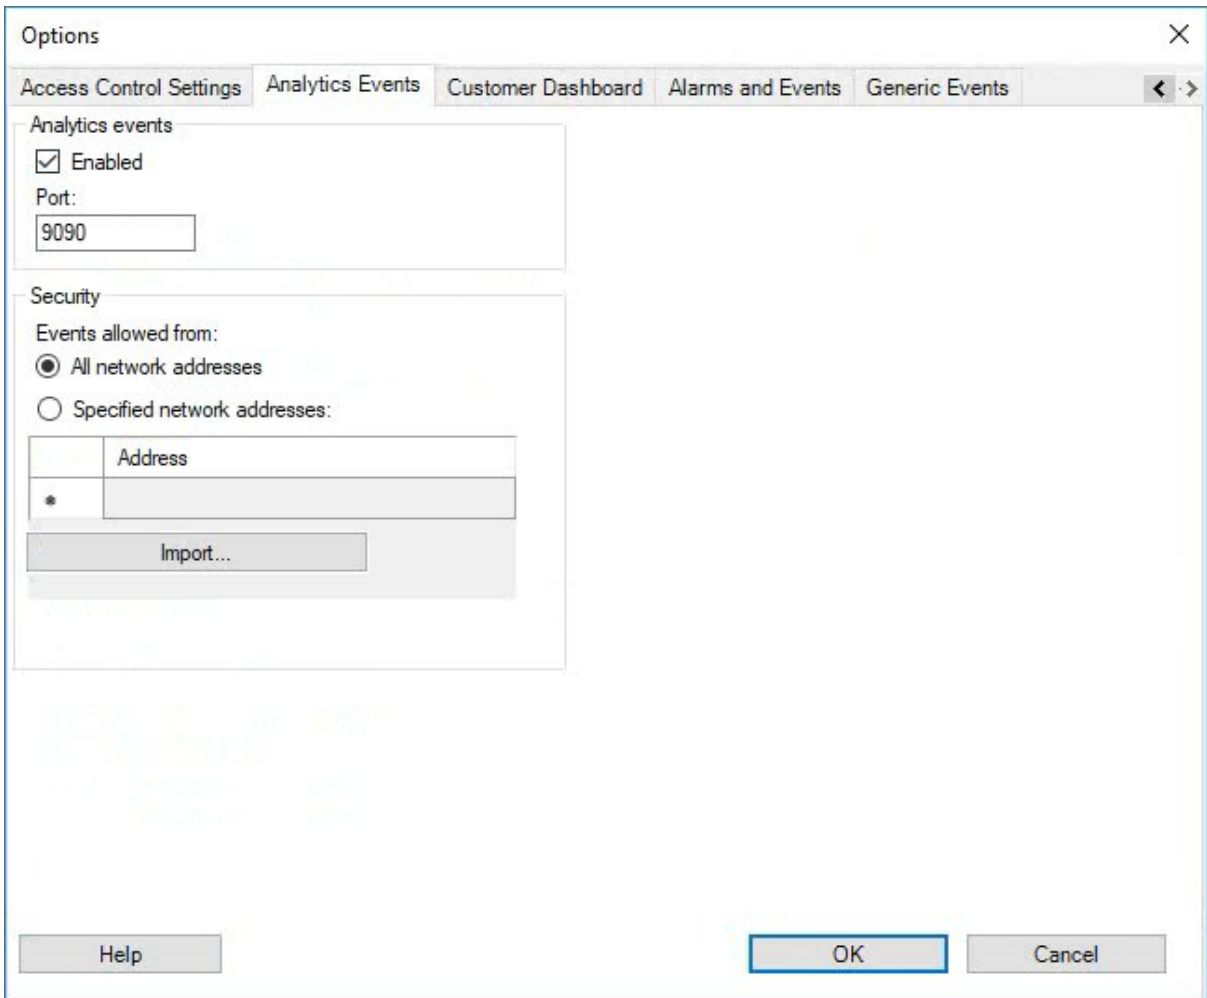 Options
Access Control Settings Analytics Events Customer Dashboard Alarms and Events Generic Events
Analytics events
Enabled
Port:
9090
Security
Events allowed from:
All network addresses
Specified network addresses:
Address
*
Import...
Help OK Cancel